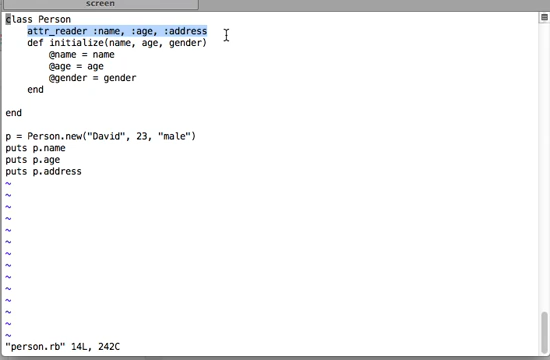 screen
class Person
    attr_reader :name, :age, :address
    def initialize(name, age, gender)
        @name = name
        @age = age
        @gender = gender
    end

end

p = Person.new("David", 23, "male")
puts p.name
puts p.age
puts p.address
~
~
~
~
~
~
~
~
~
~
~
~
~
~
"person.rb" 14L, 242C